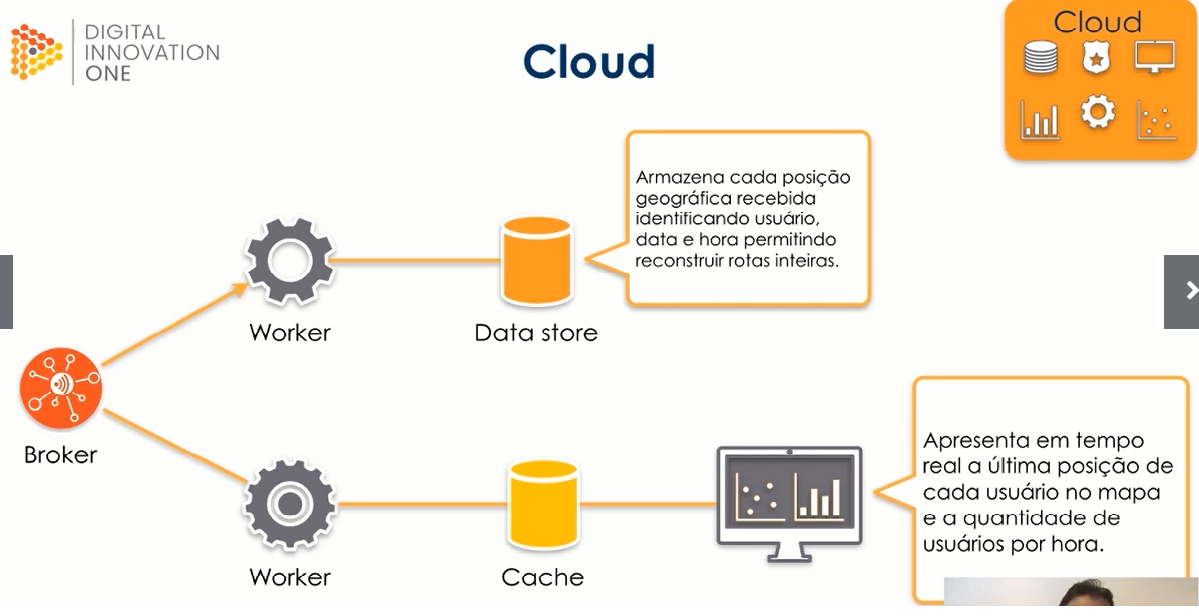 DIGITAL
INNOVATION
ONE
Cloud
Cloud
Armazena cada posição
geográfica recebida
identificando usuário,
data e hora permitindo
reconstruir rotas inteiras.
Worker
Data store
Broker
Apresenta em tempo
real a última posição de
cada usuário no mapa
e a quantidade de
usuários por hora.
Worker
Cache